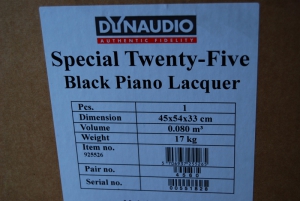 DYNAUDIO
AUTHENTIC FIDELITY
Special Twenty-Five
Black Piano Lacquer
Pcs. 1
Dimension 45x54x33 cm
Volume 0.080 m³
Weight 17 kg
Item no.
925526
Pair no.
Serial no.